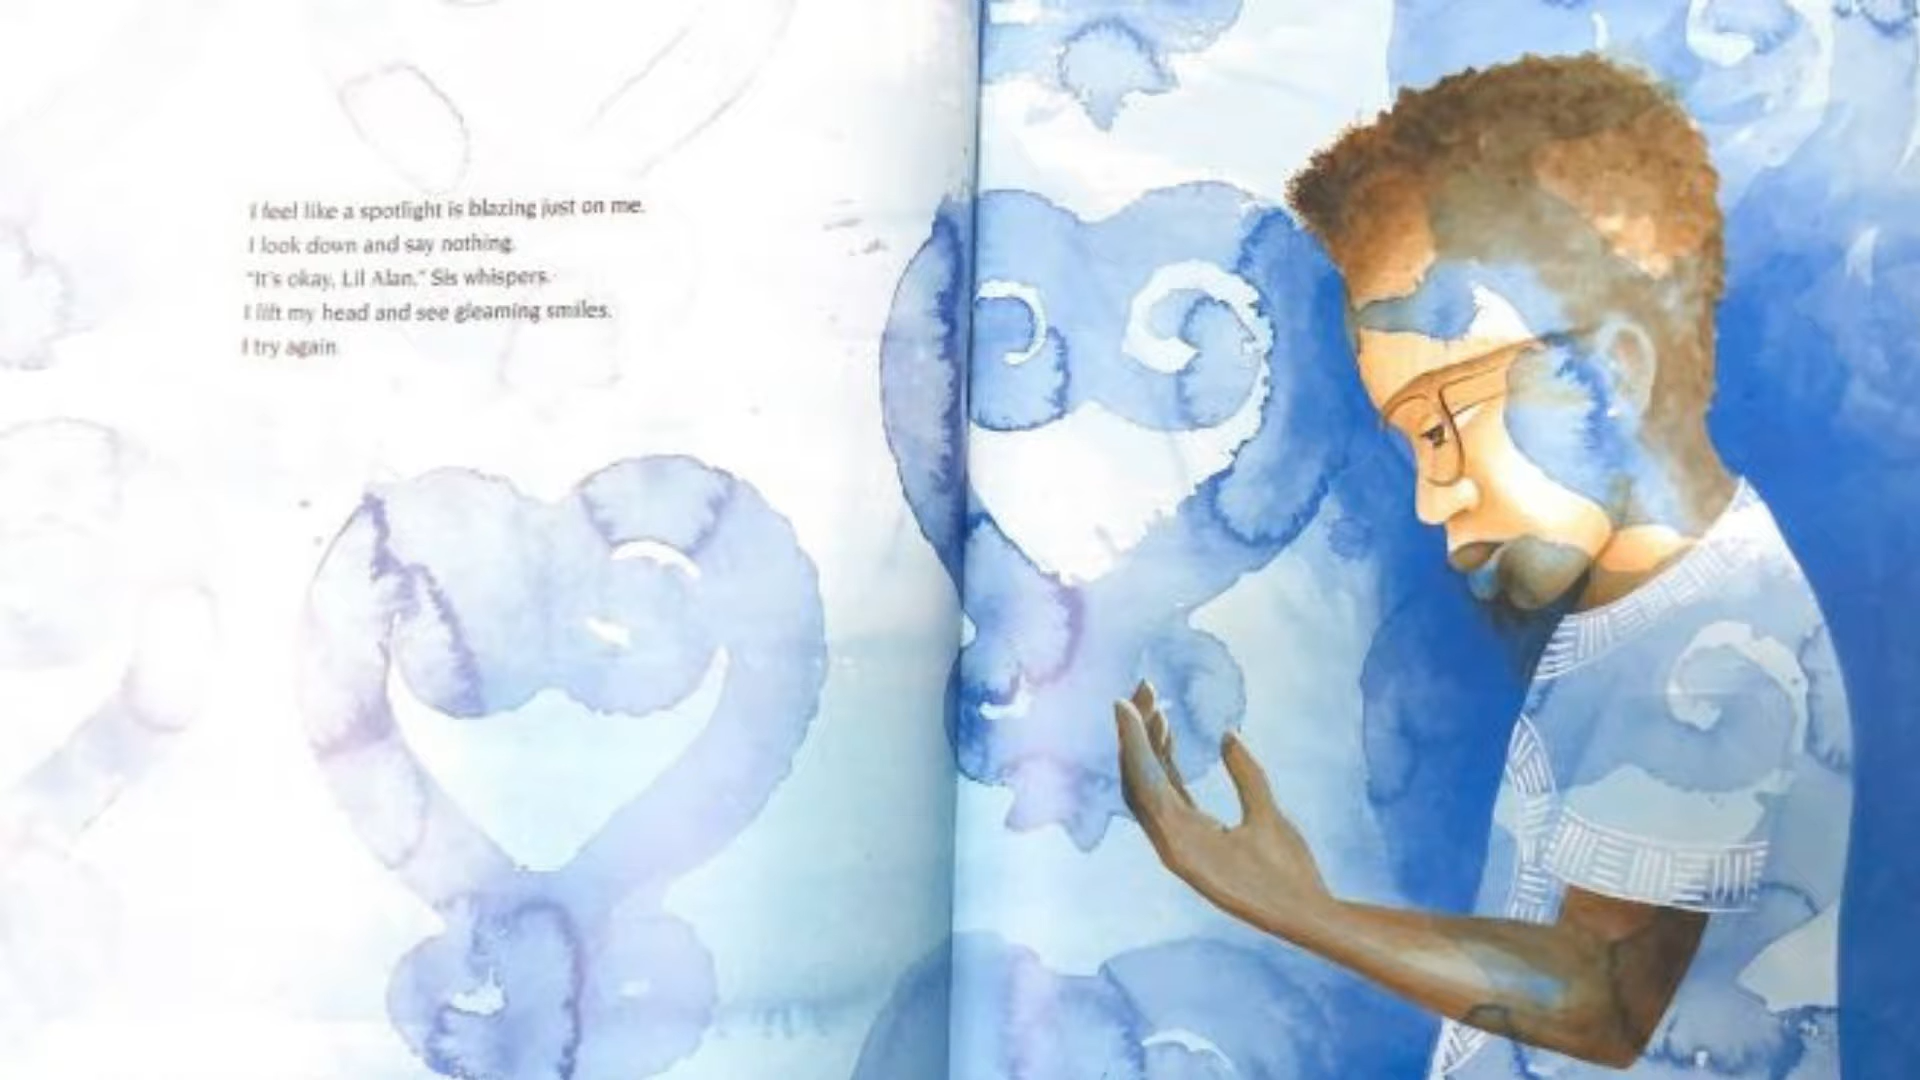 I feel like a spotlight is blazing just on me.
I look down and say nothing.
"It's okay, Lil Alan," Sis whispers.
I lift my head and see gleaming smiles.
I try again.